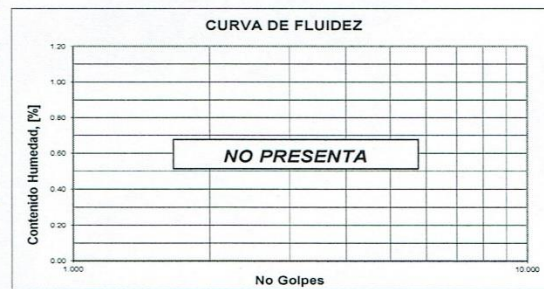 CURVA DE FLUIDEZ
Contenido Humedad, [%]
1.20
1.00
0.80
0.60
0.40
0.20
0.00
NO PRESENTA
1.000
10.000
No Golpes